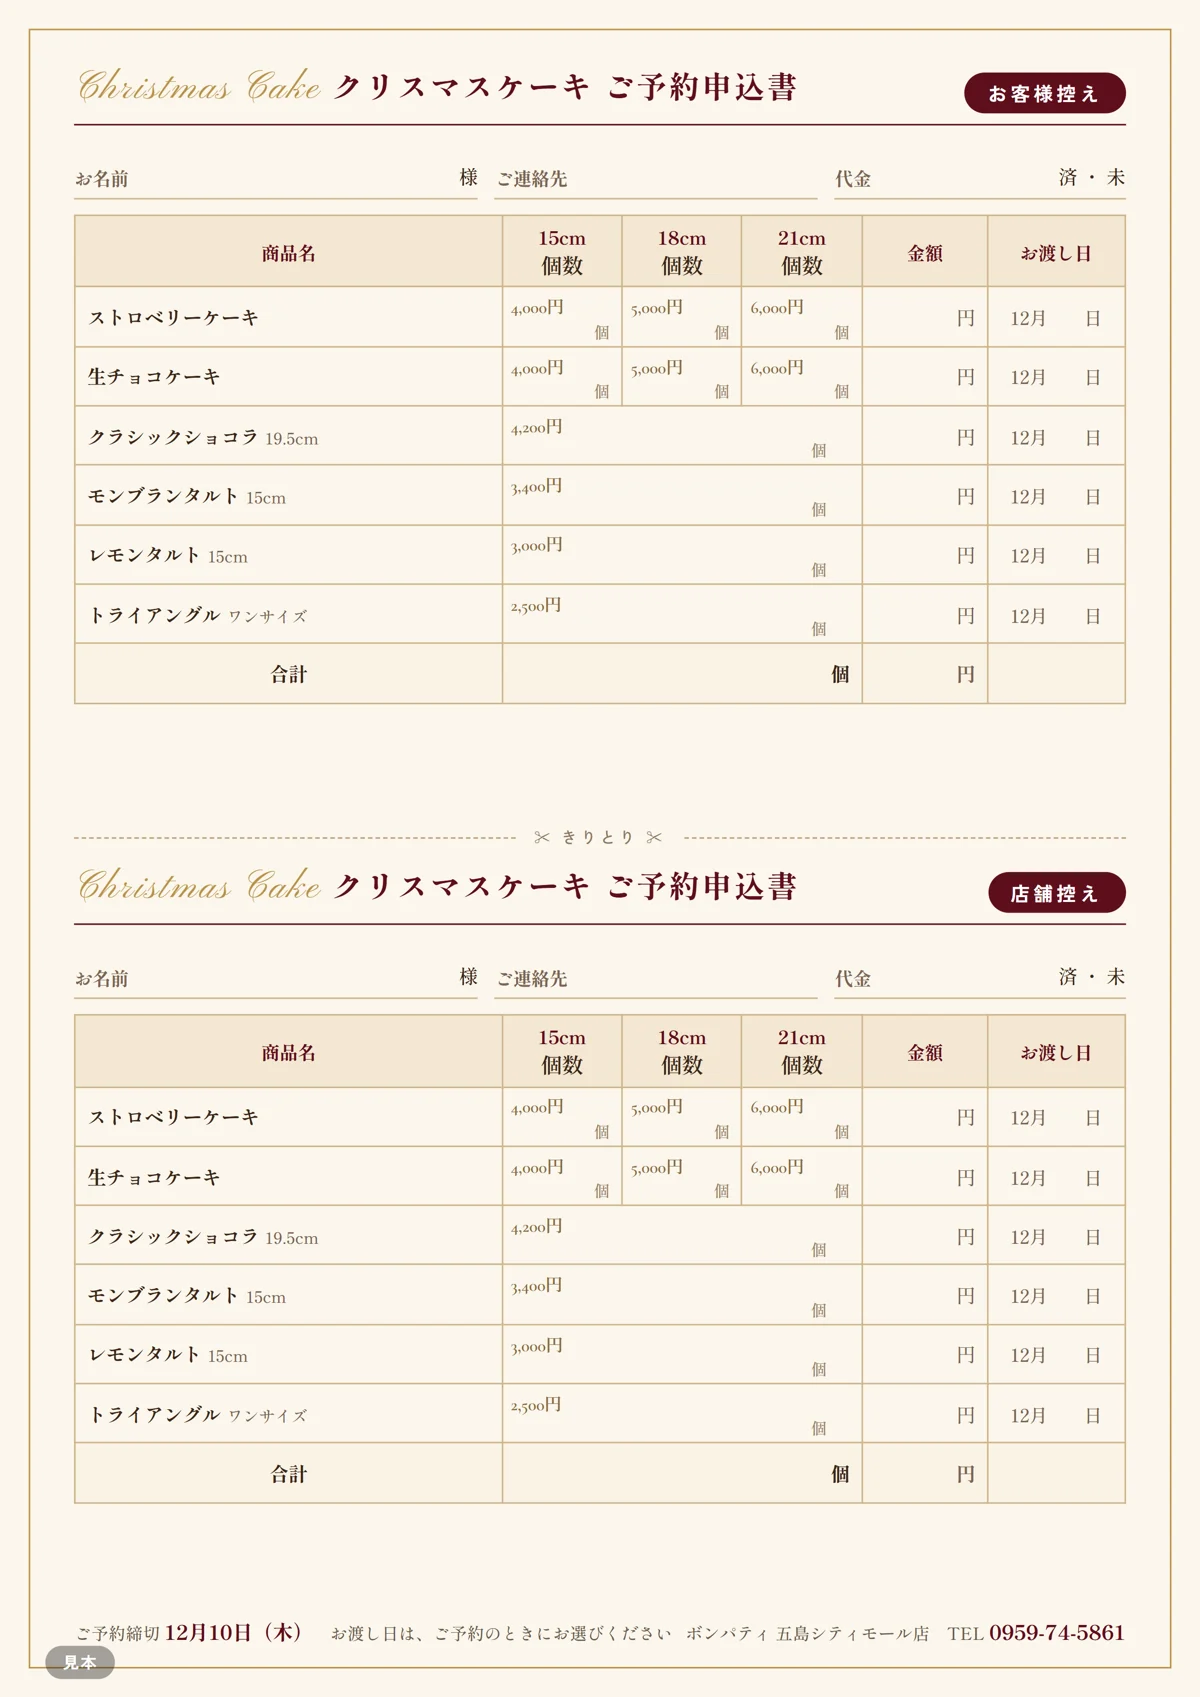 Christmas Cake クリスマスケーキ ご予約申込書 お客様控え
お名前 様 ご連絡先 代金 済・未
商品名 15cm 個数 18cm 個数 21cm 個数 金額 お渡し日
ストロベリーケーキ 4,000円 個 5,000円 個 6,000円 個 円 12月 日
生チョコケーキ 4,000円 個 5,000円 個 6,000円 個 円 12月 日
クラシックショコラ 19.5cm 4,200円 個 円 12月 日
モンブランタルト 15cm 3,400円 個 円 12月 日
レモンタルト 15cm 3,000円 個 円 12月 日
トライアングル ワンサイズ 2,500円 個 円 12月 日
合計 個 円
✂ きりとり ✂
Christmas Cake クリスマスケーキ ご予約申込書 店舗控え
お名前 様 ご連絡先 代金 済・未
商品名 15cm 個数 18cm 個数 21cm 個数 金額 お渡し日
ストロベリーケーキ 4,000円 個 5,000円 個 6,000円 個 円 12月 日
生チョコケーキ 4,000円 個 5,000円 個 6,000円 個 円 12月 日
クラシックショコラ 19.5cm 4,200円 個 円 12月 日
モンブランタルト 15cm 3,400円 個 円 12月 日
レモンタルト 15cm 3,000円 個 円 12月 日
トライアングル ワンサイズ 2,500円 個 円 12月 日
合計 個 円
ご予約締切 12月10日（木） お渡し日は、ご予約のときにお選びください ボンパティ 五島シティモール店 TEL 0959-74-5861
見本